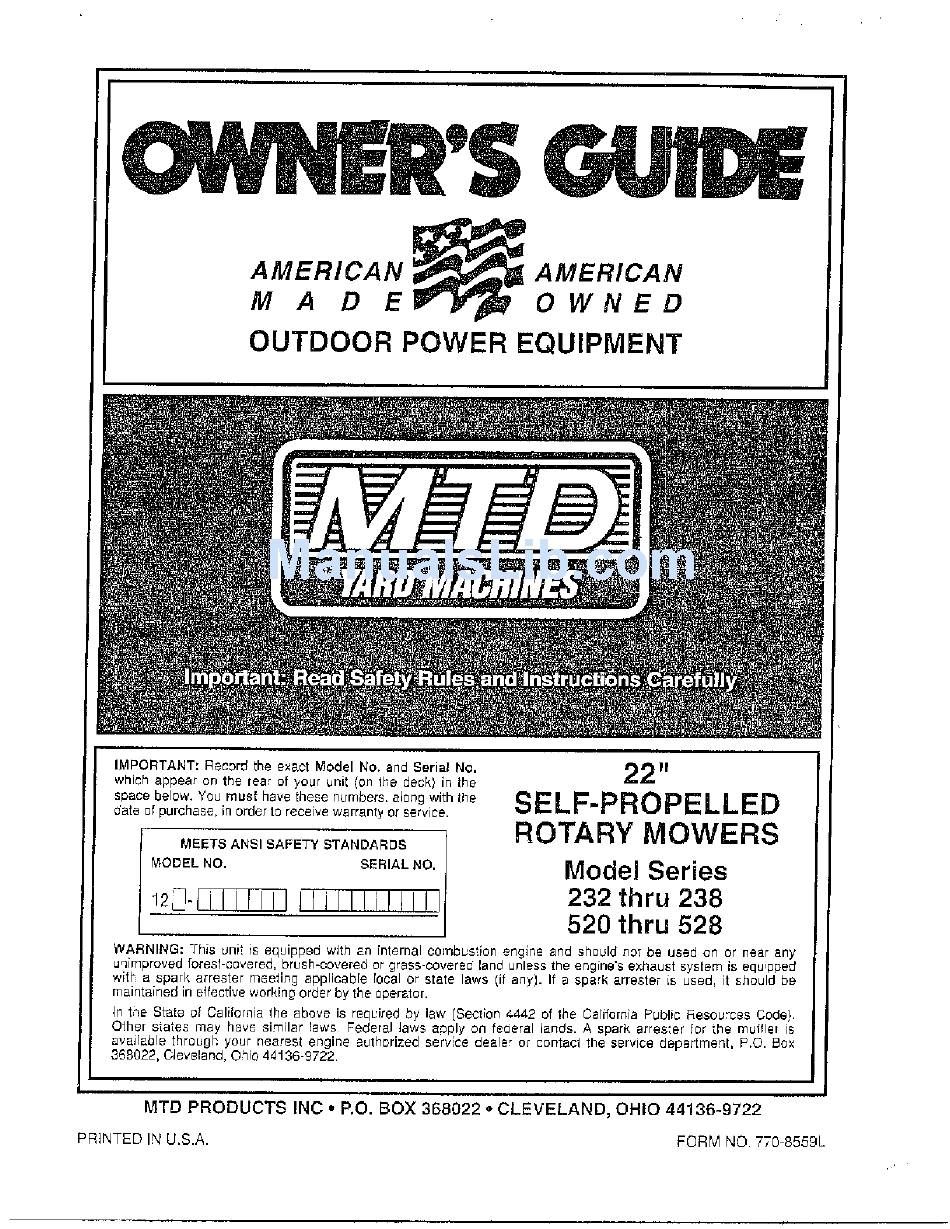 OWNER'S GUIDE
AMERICAN AMERICAN
MADE OWNED
OUTDOOR POWER EQUIPMENT
MTD
YARD MACHINES
ManualsLib.com
Important: Read Safety Rules and Instructions Carefully
IMPORTANT: Record the exact Model No. and Serial No.
which appear on the rear of your unit (on the deck) in the
space below. You must have these numbers, along with the
date of purchase, in order to receive warranty or service.
MEETS ANSI SAFETY STANDARDS
MODEL NO. SERIAL NO.
12 -
22"
SELF-PROPELLED
ROTARY MOWERS
Model Series
232 thru 238
520 thru 528
WARNING: This unit is equipped with an internal combustion engine and should not be used on or near any
unimproved forest-covered, brush-covered or grass-covered land unless the engine's exhaust system is equipped
with a spark arrester meeting applicable local or state laws (if any). If a spark arrester is used, it should be
maintained in effective working order by the operator.
In the State of California the above is required by law (Section 4442 of the California Public Resources Code).
Other states may have similar laws. Federal laws apply on federal lands. A spark arrester for the muffler is
available through your nearest engine authorized service dealer or contact the service department, P.O. Box
368022, Cleveland, Ohio 44136-9722.
MTD PRODUCTS INC • P.O. BOX 368022 • CLEVELAND, OHIO 44136-9722
PRINTED IN U.S.A. FORM NO. 770-8559L